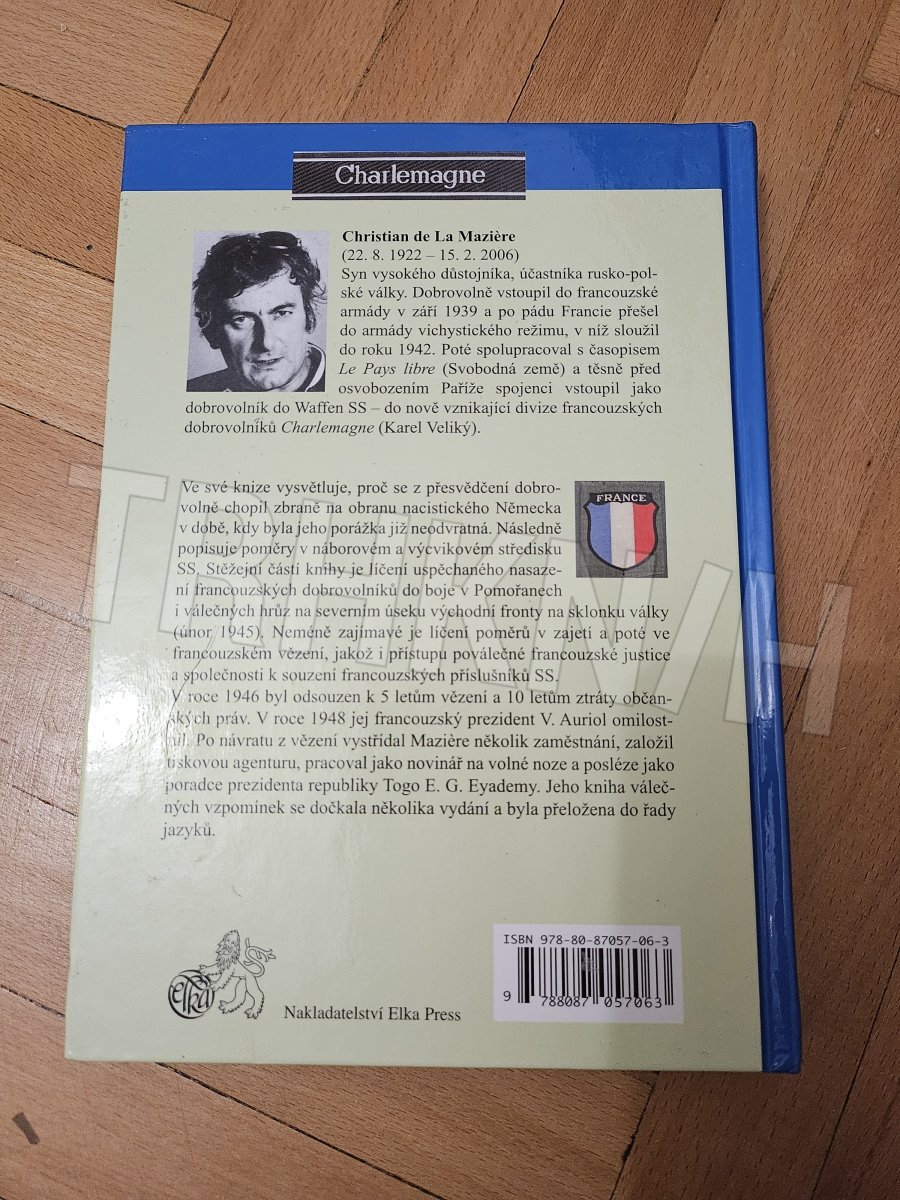 Charlemagne
Christian de La Mazière
(22. 8. 1922 – 15. 2. 2006)
Syn vysokého důstojníka, účastníka rusko-pol-
ské války. Dobrovolně vstoupil do francouzské
armády v září 1939 a po pádu Francie přešel
do armády vichystického režimu, v níž sloužil
do roku 1942. Poté spolupracoval s časopisem
Le Pays libre (Svobodná země) a těsně před
osvobozením Paříže spojenci vstoupil jako
dobrovolník do Waffen SS – do nově vznikající divize francouzských
dobrovolníků Charlemagne (Karel Veliký).
Ve své knize vysvětluje, proč se z přesvědčení dobro-
volně chopil zbraně na obranu nacistického Německa
v době, kdy byla jeho porážka již neodvratná. Následně
popisuje poměry v náborovém a výcvikovém středisku
SS. Stěžejní částí knihy je líčení uspěchaného nasaze-
ní francouzských dobrovolníků do boje v Pomořanech
i válečných hrůz na severním úseku východní fronty na sklonku války
(únor 1945). Neméně zajímavé je líčení poměrů v zajetí a poté ve
francouzském vězení, jakož i přístupu poválečné francouzské justice
a společnosti k souzení francouzských příslušníků SS.
V roce 1946 byl odsouzen k 5 letům vězení a 10 letům ztráty občan-
ských práv. V roce 1948 jej francouzský prezident V. Auriol omilost-
nil. Po návratu z vězení vystřídal Mazière několik zaměstnání, založil
tiskovou agenturu, pracoval jako novinář na volné noze a posléze jako
poradce prezidenta republiky Togo E. G. Eyademy. Jeho kniha váleč-
ných vzpomínek se dočkala několika vydání a byla přeložena do řady
jazyků.
FRANCE
TRHKNIH
elka
Nakladatelství Elka Press
ISBN 978-80-87057-06-3
9 788087 057063